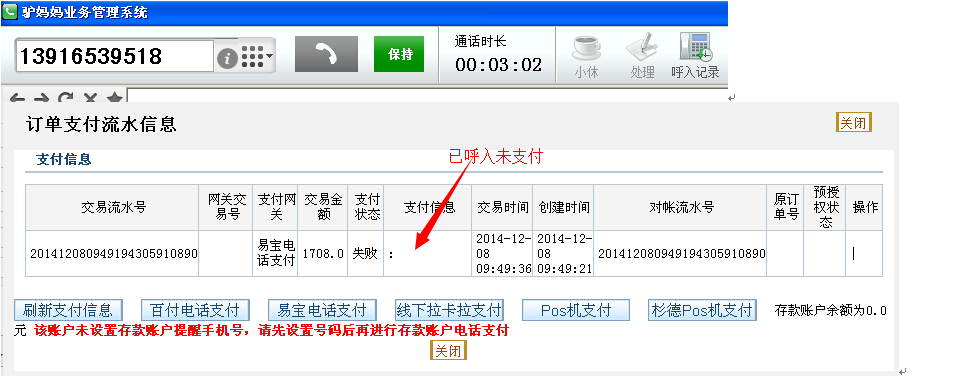 驴妈妈业务管理系统
13916539518
保持
通话时长
00:03:02
小休
处理
呼入记录
订单支付流水信息
关闭
支付信息
已呼入未支付
交易流水号 网关交易号 支付网关 交易金额 支付状态 支付信息 交易时间 创建时间 对帐流水号 原订单号 预授权状态 操作
20141208094919430591089​0 易宝电话支付 1708.0 失败 : 2014-12-08 09:49:36 2014-12-08 09:49:21 201412080949194305910890
刷新支付信息 百付电话支付 易宝电话支付 线下拉卡拉支付 Pos机支付 杉德Pos机支付 存款账户余额为0.0
元 该账户未设置存款账户提醒手机号，请先设置号码后再进行存款账户电话支付
关闭